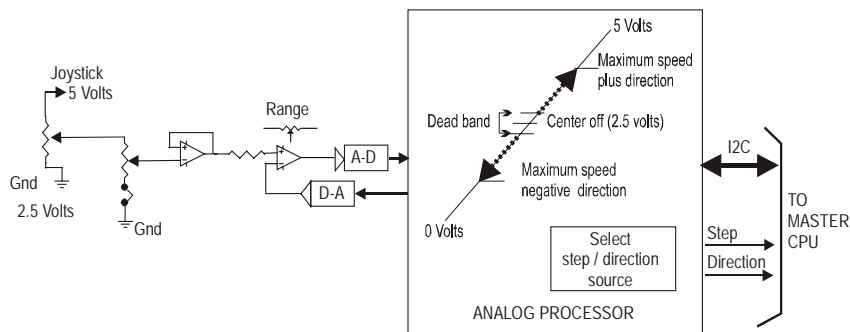 Joystick
5 Volts
Gnd
2.5 Volts
Gnd
Range
A-D
D-A
5 Volts
Maximum speed
plus direction
Dead band
Center off (2.5 volts)
Maximum speed
negative direction
0 Volts
Select
step / direction
source
ANALOG PROCESSOR
I2C
Step
Direction
TO
MASTER
CPU